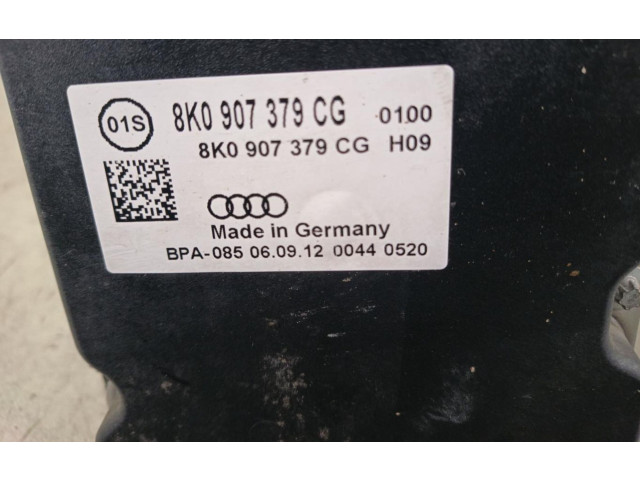 01S 8K0 907 379 CG 0100
8K0 907 379 CG H09
Made in Germany
BPA-085 06.09.12 0044 0520